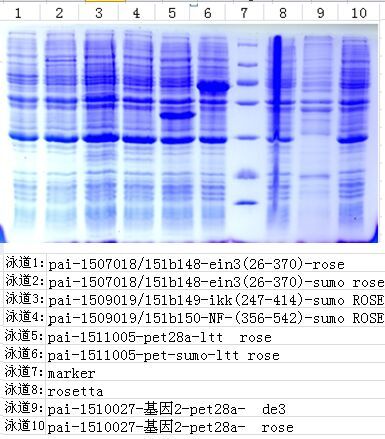 1 2 3 4 5 6 7 8 9 10
泳道1: pai-1507018/151b148-ein3(26-370)-rose
泳道2: pai-1507018/151b148-ein3(26-370)-sumo rose
泳道3: pai-1509019/151b149-ikk(247-414)-sumo ROSE
泳道4: pai-1509019/151b150-NF-(356-542)-sumo ROSE
泳道5: pai-1511005-pet28a-ltt rose
泳道6: pai-1511005-pet-sumo-ltt rose
泳道7: marker
泳道8: rosetta
泳道9: pai-1510027-基因2-pet28a- de3
泳道10 pai-1510027-基因2-pet28a- rose